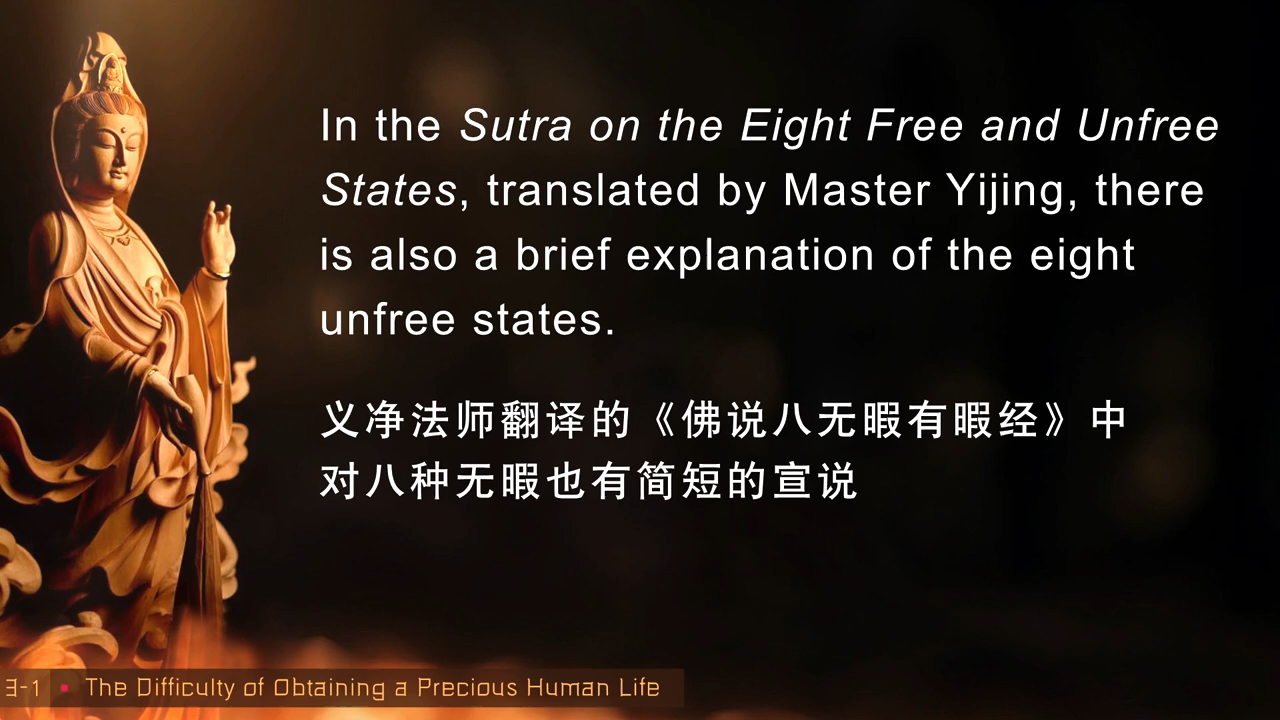 In the Sutra on the Eight Free and Unfree
States, translated by Master Yijing, there
is also a brief explanation of the eight
unfree states.
义净法师翻译的《佛说八无暇有暇经》中
对八种无暇也有简短的宣说
3-1 • The Difficulty of Obtaining a Precious Human Life